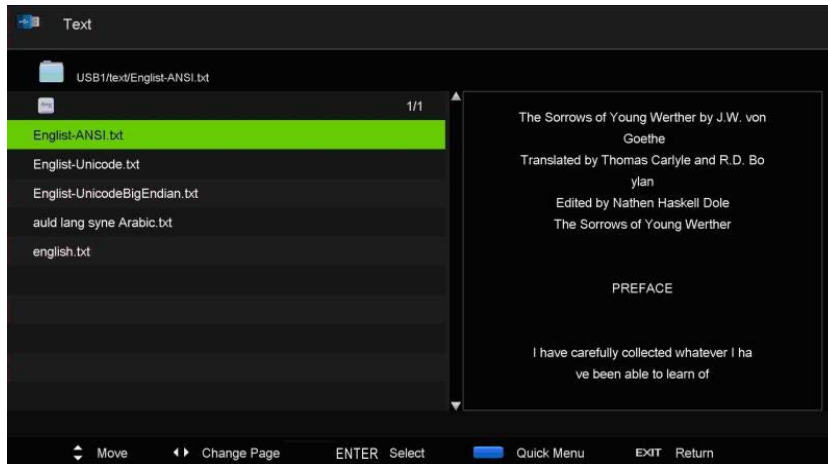 Text
USB1/text/Englist-ANSI.txt
1/1
Englist-ANSI.txt
Englist-Unicode.txt
Englist-UnicodeBigEndian.txt
auld lang syne Arabic.txt
english.txt
The Sorrows of Young Werther by J.W. von
Goethe
Translated by Thomas Carlyle and R.D. Bo
ylan
Edited by Nathen Haskell Dole
The Sorrows of Young Werther
PREFACE
I have carefully collected whatever I ha
ve been able to learn of
Move Change Page ENTER Select Quick Menu EXIT Return